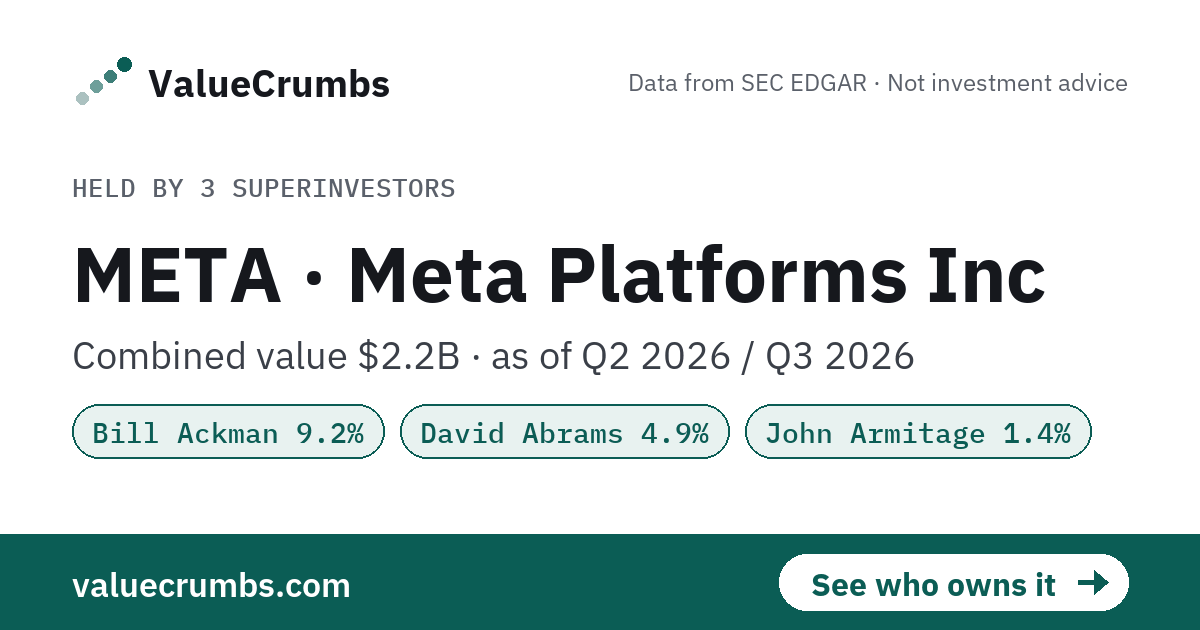 ValueCrumbs
Data from SEC EDGAR · Not investment advice
HELD BY 3 SUPERINVESTORS
META · Meta Platforms Inc
Combined value $2.2B · as of Q2 2026 / Q3 2026
Bill Ackman 9.2% David Abrams 4.9% John Armitage 1.4%
valuecrumbs.com
See who owns it →